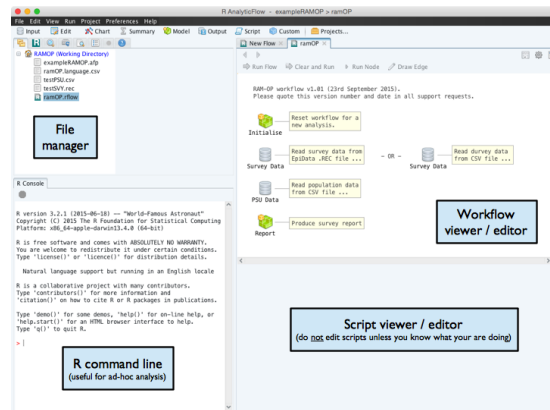 R AnalyticFlow - exampleRAMOP > ramOP
File Edit View Run Project Preferences Help
Input Edit Chart Summary Model Output Script Custom Projects...
RAMOP (Working Directory)
exampleRAMOP.afp
ramOP.language.csv
testPSU.csv
testSVY.rec
ramOP.rflow
File
manager
R Console
R version 3.2.1 (2015-06-18) -- "World-Famous Astronaut"
Copyright (C) 2015 The R Foundation for Statistical Computing
Platform: x86_64-apple-darwin13.4.0 (64-bit)
R is free software and comes with ABSOLUTELY NO WARRANTY.
You are welcome to redistribute it under certain conditions.
Type 'license()' or 'licence()' for distribution details.
Natural language support but running in an English locale
R is a collaborative project with many contributors.
Type 'contributors()' for more information and
'citation()' on how to cite R or R packages in publications.
Type 'demo()' for some demos, 'help()' for on-line help, or
'help.start()' for an HTML browser interface to help.
Type 'q()' to quit R.
>
R command line
(useful for ad-hoc analysis)
New Flow ramOP
Run Flow Clear and Run Run Node Draw Edge
RAM-OP workflow v1.01 (23rd September 2015).
Please quote this version number and date in all support requests.
Reset workflow for a
new analysis.
Initialise
Read survey data from
EpiData .REC file ...
- OR -
Read durvey data
from CSV file ...
Survey Data
Survey Data
Read population data
from CSV file ...
PSU Data
Produce survey report
Report
Workflow
viewer / editor
Script viewer / editor
(do not edit scripts unless you know what your are doing)